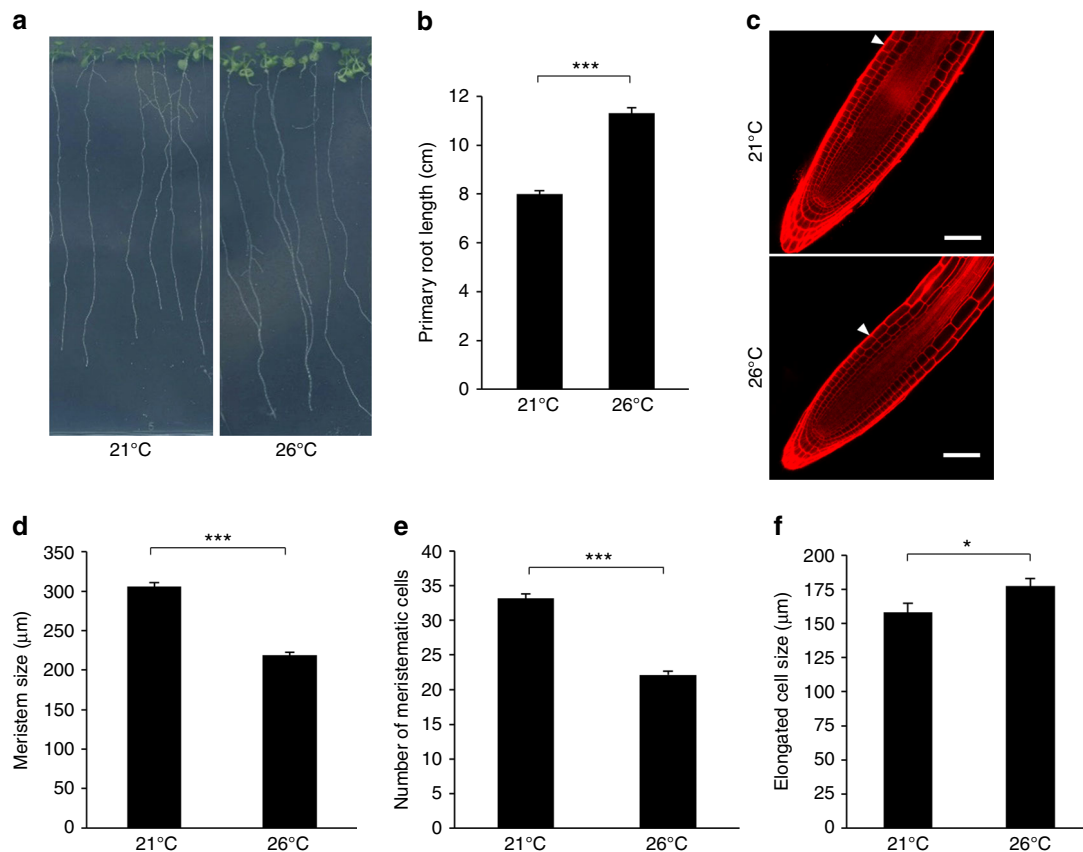 a
21°C
26°C
b
***
Primary root length (cm)
12
10
8
6
4
2
0
21°C
26°C
c
21°C
26°C
d
***
Meristem size (μm)
350
300
250
200
150
100
50
0
21°C
26°C
e
***
Number of meristematic cells
40
35
30
25
20
15
10
5
0
21°C
26°C
f
*
Elongated cell size (μm)
200
175
150
125
100
75
50
25
0
21°C
26°C